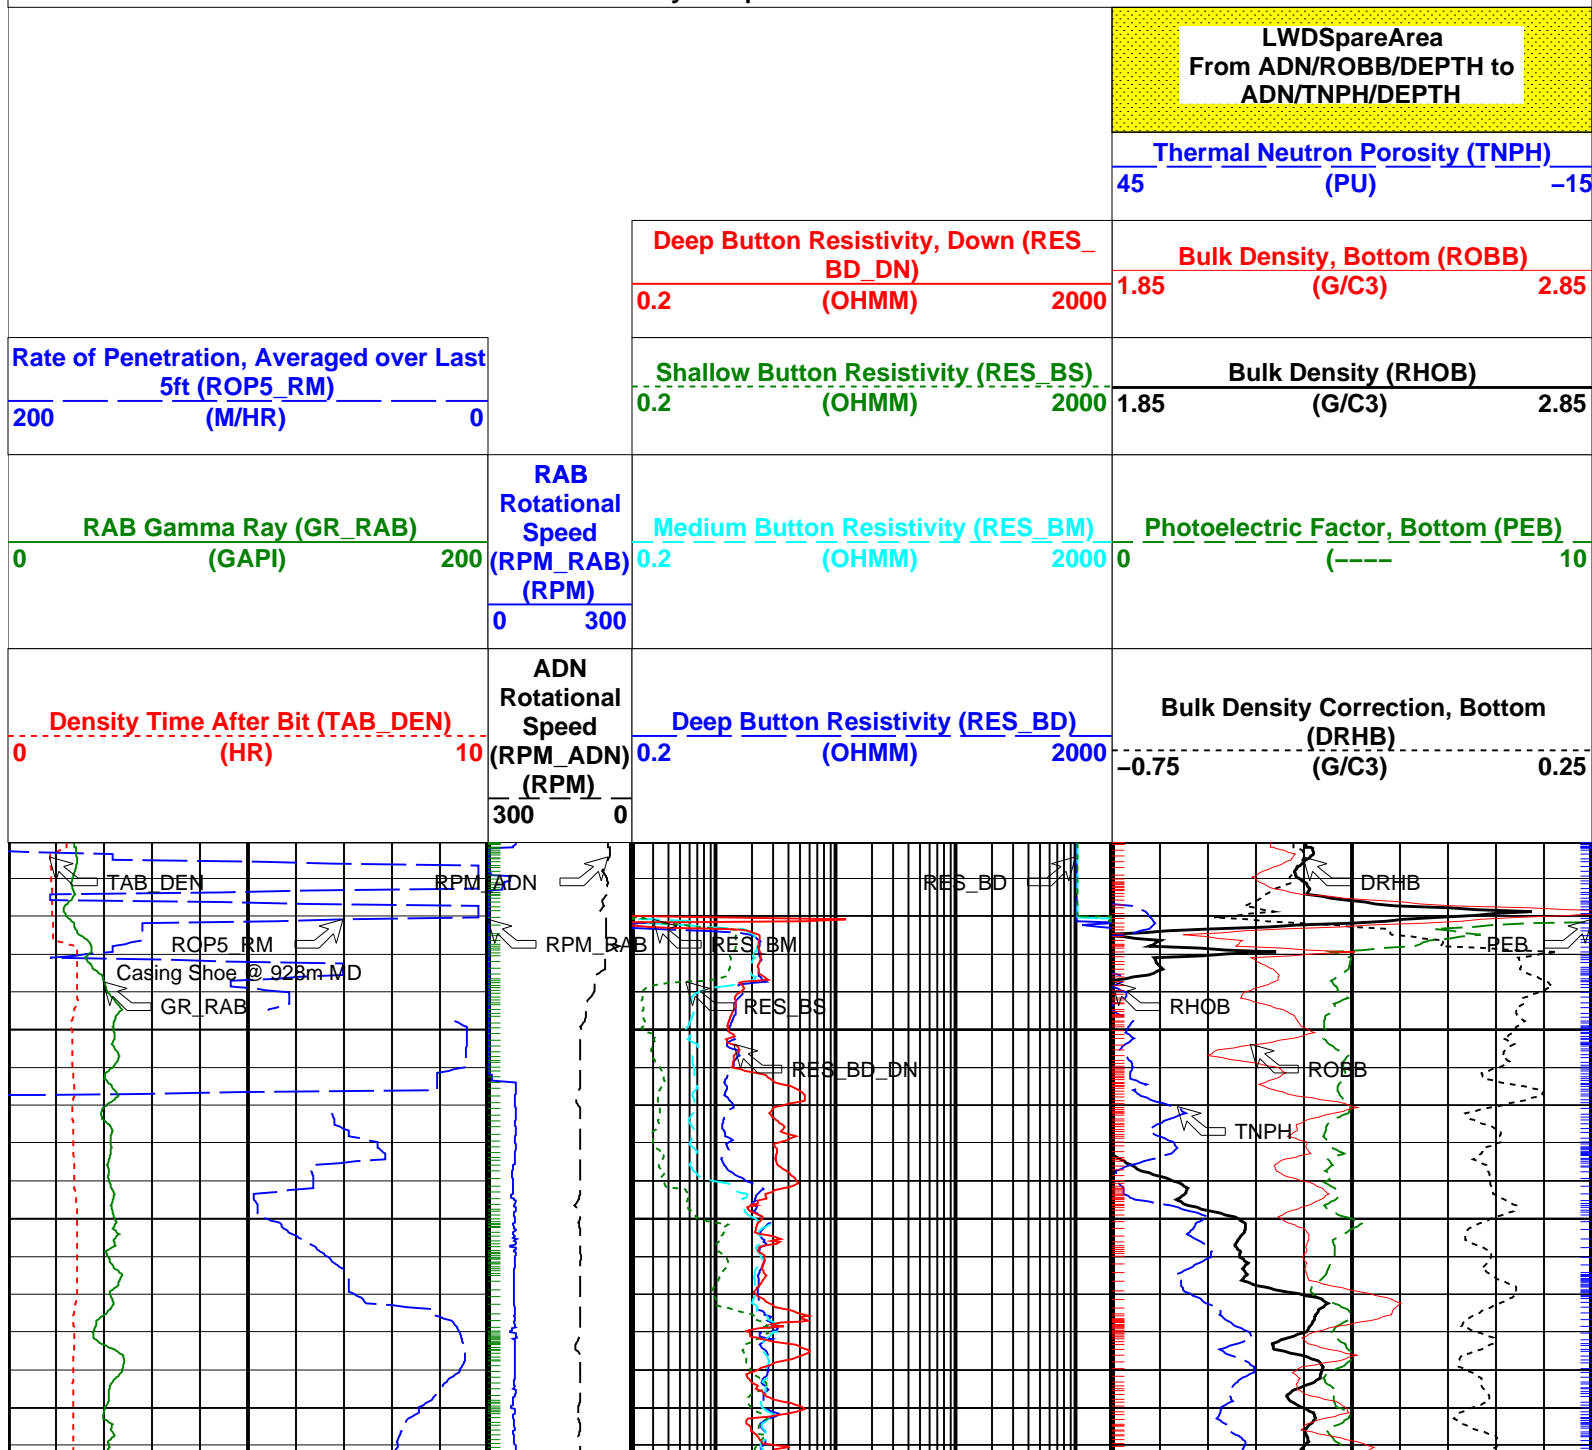 LWDSpareArea
From ADN/ROBB/DEPTH to
ADN/TNPH/DEPTH
Thermal Neutron Porosity (TNPH)
45 (PU) −15
Deep Button Resistivity, Down (RES_
BD_DN)
0.2 (OHMM) 2000
Bulk Density, Bottom (ROBB)
1.85 (G/C3) 2.85
Rate of Penetration, Averaged over Last
5ft (ROP5_RM)
200 (M/HR) 0
Shallow Button Resistivity (RES_BS)
0.2 (OHMM) 2000
Bulk Density (RHOB)
1.85 (G/C3) 2.85
RAB Gamma Ray (GR_RAB)
0 (GAPI) 200
RAB
Rotational
Speed
(RPM_RAB)
(RPM)
0 300
Medium Button Resistivity (RES_BM)
0.2 (OHMM) 2000
Photoelectric Factor, Bottom (PEB)
0 (−−−− 10
Density Time After Bit (TAB_DEN)
0 (HR) 10
ADN
Rotational
Speed
(RPM_ADN)
(RPM)
300 0
Deep Button Resistivity (RES_BD)
0.2 (OHMM) 2000
Bulk Density Correction, Bottom
(DRHB)
−0.75 (G/C3) 0.25
TAB_DEN RPM_ADN RES_BD DRHB
ROP5_RM RPM_RAB RES_BM PEB
Casing Shoe @ 928m MD
GR_RAB RES_BS RHOB
RES_BD_DN ROBB
TNPH